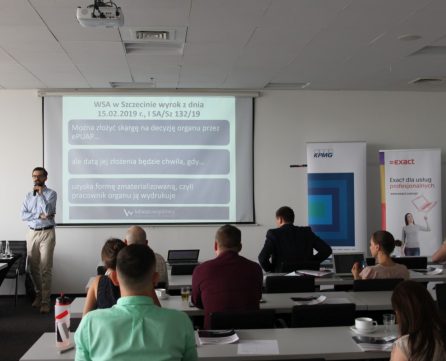 WSA w Szczecinie wyrok z dnia
15.02.2019 r., I SA/Sz 132/19
Można złożyć skargę na decyzję organu przez
ePUAP…
ale datą jej złożenia będzie chwila, gdy…
uzyska formę zmaterializowaną, czyli
pracownik organu ją wydrukuje
KPMG
=exact
Exact dla usług
profesjonalnych.